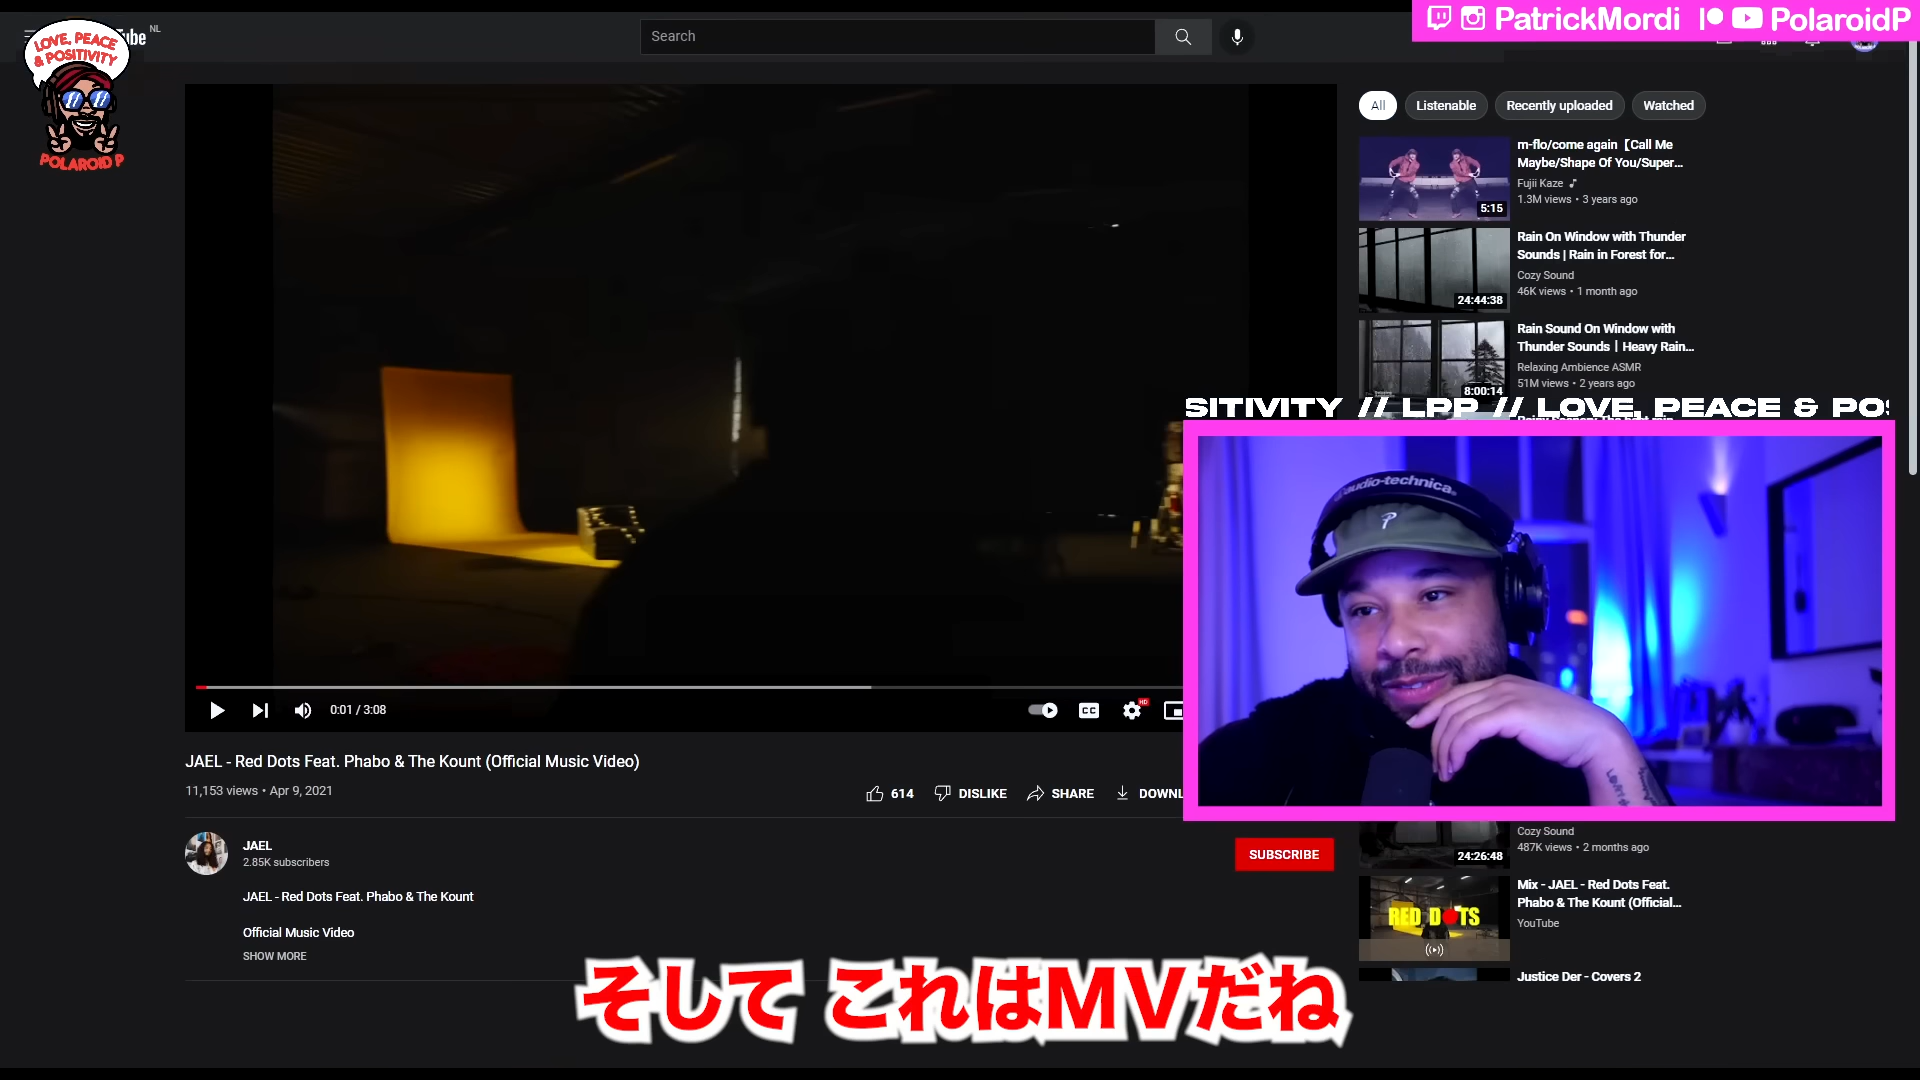 LOVE, PEACE
& POSITIVITY
POLAROID P
NL
Search
PatrickMordi
PolaroidP
All
Listenable
Recently uploaded
Watched
m-flo/come again【Call Me
Maybe/Shape Of You/Super...
Fujii Kaze
1.3M views • 3 years ago
5:15
Rain On Window with Thunder
Sounds | Rain in Forest for...
Cozy Sound
46K views • 1 month ago
24:44:38
Rain Sound On Window with
Thunder Sounds｜Heavy Rain...
Relaxing Ambience ASMR
51M views • 2 years ago
8:00:14
SITIVITY // LPP // LOVE, PEACE & POS
audio-technica
P
0:01 / 3:08
CC
HD
JAEL - Red Dots Feat. Phabo & The Kount (Official Music Video)
11,153 views • Apr 9, 2021
614
DISLIKE
SHARE
DOWNL
JAEL
2.85K subscribers
SUBSCRIBE
JAEL - Red Dots Feat. Phabo & The Kount
Official Music Video
SHOW MORE
Cozy Sound
487K views • 2 months ago
24:26:48
Mix - JAEL - Red Dots Feat.
Phabo & The Kount (Official...
YouTube
RED DOTS
Justice Der - Covers 2
そして これはMVだね